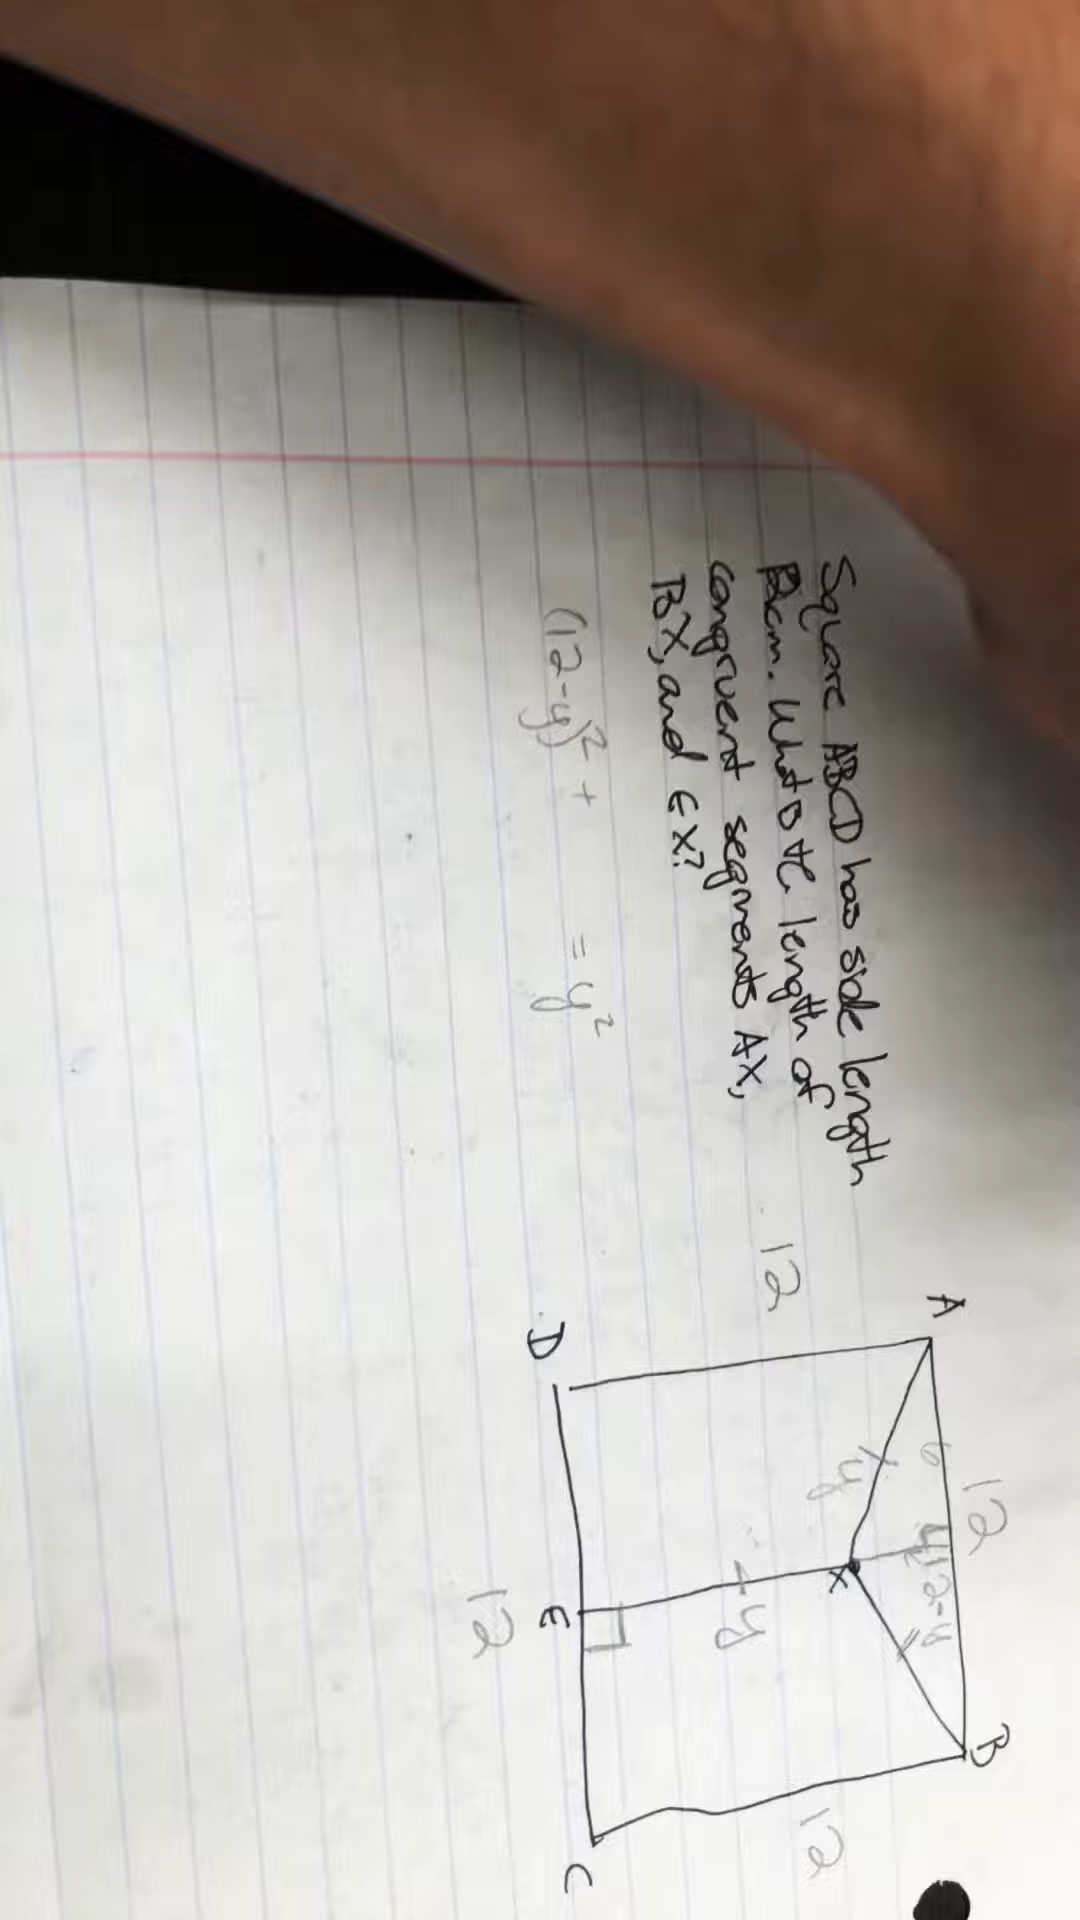 Square ABCD has side length
12cm. What is the length of
congruent segments AX,
BX, and EX?
(12-y)² + = y²
A
12
B
6
12-y
y
X
12
12
y
D
E
C
12